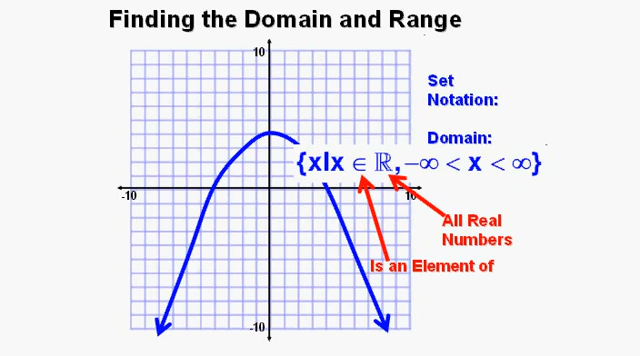 Finding the Domain and Range
10
Set
Notation:
Domain:
{x|x ∈ ℝ, -∞ < x < ∞}
-10
10
All Real
Numbers
Is an Element of
-10